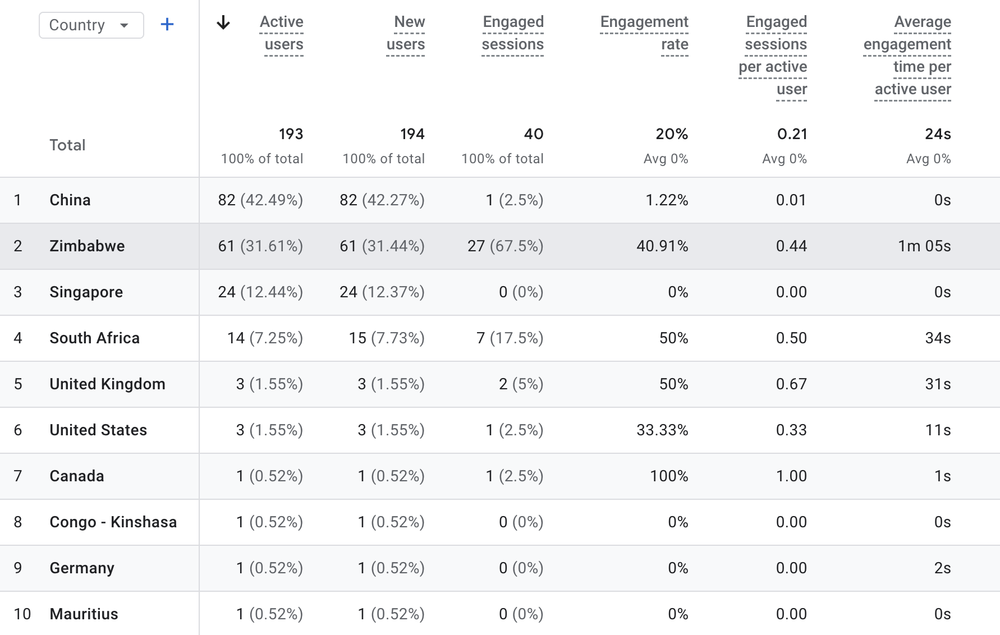 Country
Active users
New users
Engaged sessions
Engagement rate
Engaged sessions per active user
Average engagement time per active user
Total
193 194 40 20% 0.21 24s
100% of total 100% of total 100% of total Avg 0% Avg 0% Avg 0%
1 China 82 (42.49%) 82 (42.27%) 1 (2.5%) 1.22% 0.01 0s
2 Zimbabwe 61 (31.61%) 61 (31.44%) 27 (67.5%) 40.91% 0.44 1m 05s
3 Singapore 24 (12.44%) 24 (12.37%) 0 (0%) 0% 0.00 0s
4 South Africa 14 (7.25%) 15 (7.73%) 7 (17.5%) 50% 0.50 34s
5 United Kingdom 3 (1.55%) 3 (1.55%) 2 (5%) 50% 0.67 31s
6 United States 3 (1.55%) 3 (1.55%) 1 (2.5%) 33.33% 0.33 11s
7 Canada 1 (0.52%) 1 (0.52%) 1 (2.5%) 100% 1.00 1s
8 Congo - Kinshasa 1 (0.52%) 1 (0.52%) 0 (0%) 0% 0.00 0s
9 Germany 1 (0.52%) 1 (0.52%) 0 (0%) 0% 0.00 2s
10 Mauritius 1 (0.52%) 1 (0.52%) 0 (0%) 0% 0.00 0s